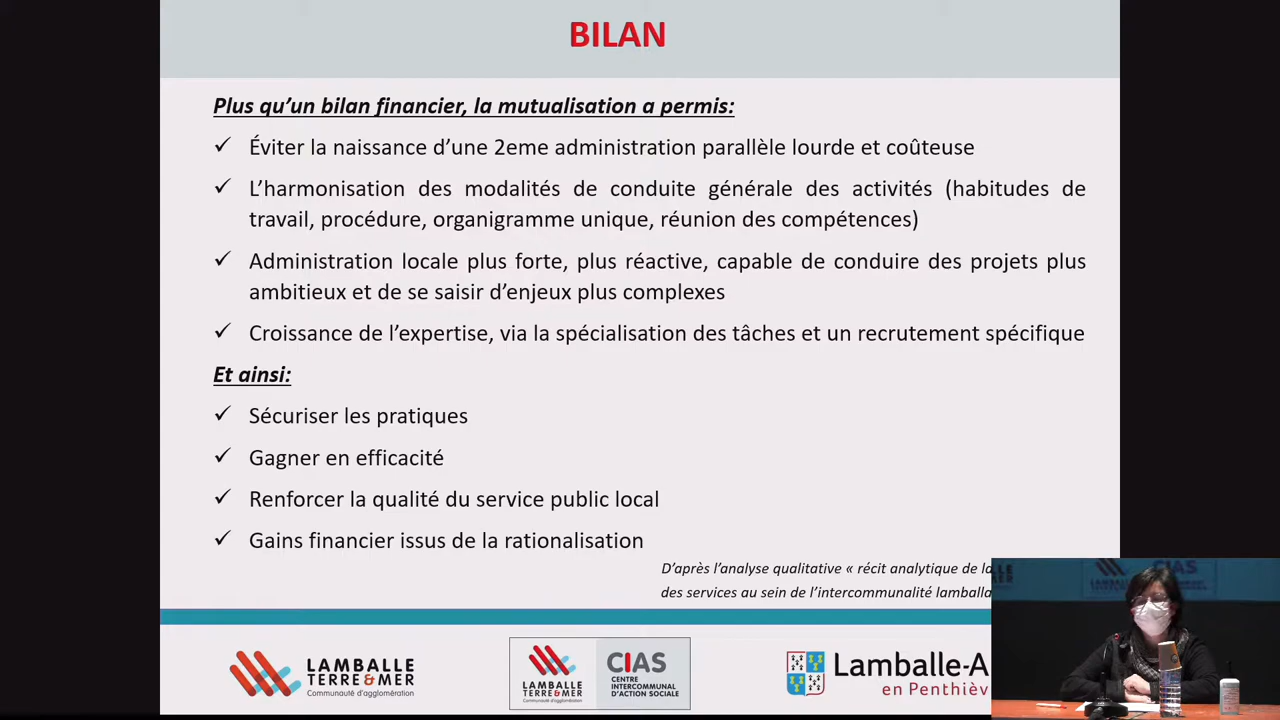 BILAN
Plus qu’un bilan financier, la mutualisation a permis:
✓ Éviter la naissance d’une 2eme administration parallèle lourde et coûteuse
✓ L’harmonisation des modalités de conduite générale des activités (habitudes de
travail, procédure, organigramme unique, réunion des compétences)
✓ Administration locale plus forte, plus réactive, capable de conduire des projets plus
ambitieux et de se saisir d’enjeux plus complexes
✓ Croissance de l’expertise, via la spécialisation des tâches et un recrutement spécifique
Et ainsi:
✓ Sécuriser les pratiques
✓ Gagner en efficacité
✓ Renforcer la qualité du service public local
✓ Gains financier issus de la rationalisation
D’après l’analyse qualitative « récit analytique de la
des services au sein de l’intercommunalité lamballa
LAMBALLE
TERRE&MER
Communauté d’agglomération
LAMBALLE
TERRE&MER
Communauté d’agglomération
CIAS
CENTRE
INTERCOMMUNAL
D’ACTION SOCIALE
Lamballe-A
en Penthièv
LAMBALLE
TERRE&MER
CIAS